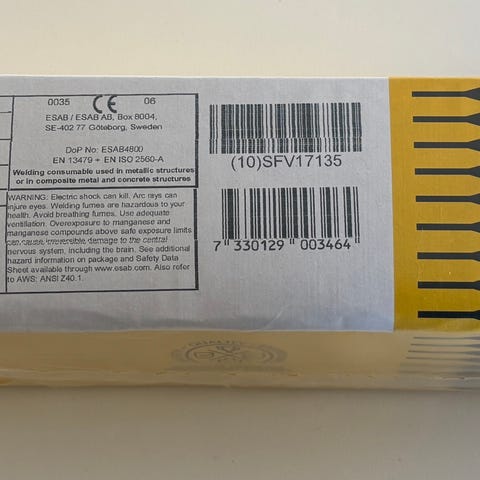 0035 CE 06
ESAB / ESAB AB, Box 8004,
SE-402 77 Göteborg, Sweden
DoP No: ESAB4800
EN 13479 + EN ISO 2560-A
Welding consumable used in metallic structures
or in composite metal and concrete structures
WARNING: Electric shock can kill. Arc rays can
injure eyes. Welding fumes are hazardous to your
health. Avoid breathing fumes. Use adequate
ventilation. Overexposure to manganese and
manganese compounds above safe exposure limits
can cause irreversible damage to the central
nervous system, including the brain. See additional
hazard information on package and Safety Data
Sheet available through www.esab.com. Also refer
to AWS: ANSI Z40.1.
(10)SFV17135
7 330129 003464
QUALITY